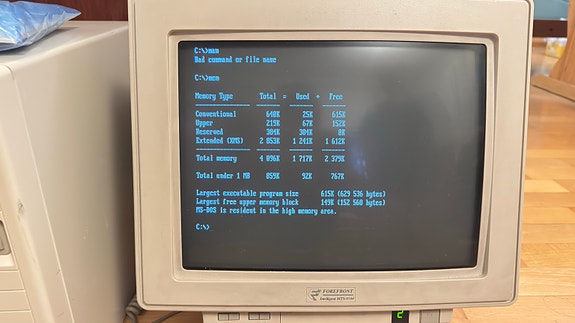 C:\>mum
Bad command or file name
C:\>mem
Memory Type Total = Used + Free
Conventional 640K 25K 615K
Upper 219K 67K 152K
Reserved 384K 384K 0K
Extended (XMS) 2 853K 1 241K 1 612K
Total memory 4 096K 1 717K 2 379K
Total under 1 MB 859K 92K 767K
Largest executable program size 615K (629 536 bytes)
Largest free upper memory block 149K (152 560 bytes)
MS-DOS is resident in the high memory area.
C:\>
FOREFRONT
2